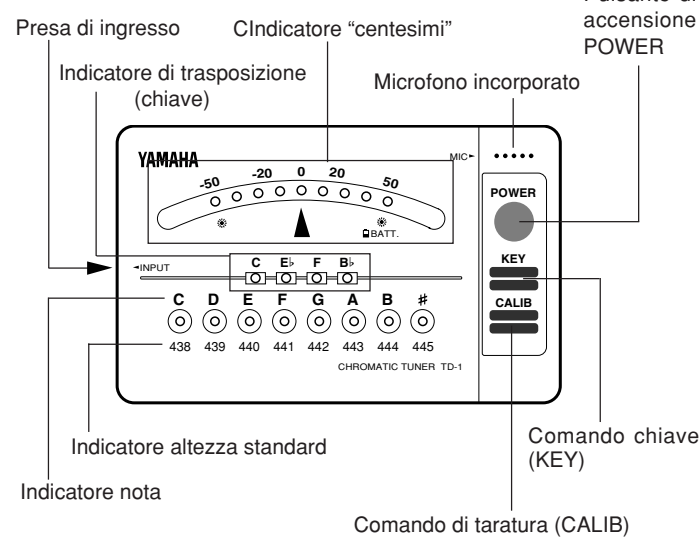 Presa di ingresso
CIndicatore “centesimi”
accensione
POWER
Indicatore di trasposizione
(chiave)
Microfono incorporato
YAMAHA
MIC►
-50 -20 0 20 50
BATT.
POWER
◄INPUT
C E♭ F B♭
KEY
C D E F G A B ♯
CALIB
438 439 440 441 442 443 444 445
CHROMATIC TUNER TD-1
Indicatore altezza standard
Comando chiave
(KEY)
Indicatore nota
Comando di taratura (CALIB)